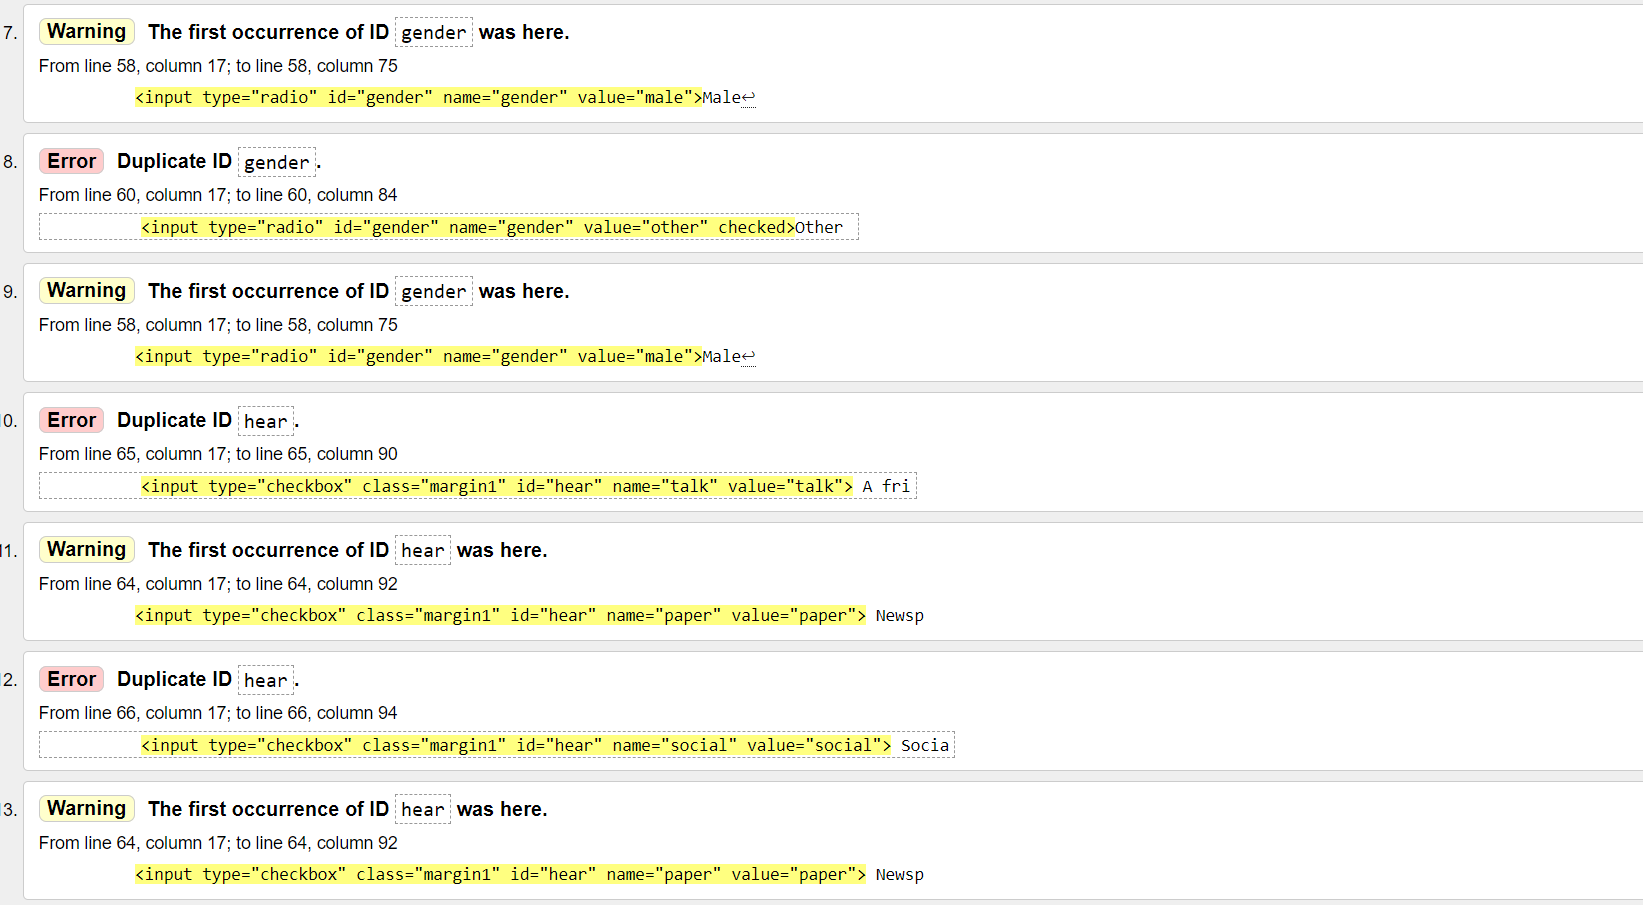 7. Warning The first occurrence of ID gender was here.
From line 58, column 17; to line 58, column 75
<input type="radio" id="gender" name="gender" value="male">Male↩
8. Error Duplicate ID gender.
From line 60, column 17; to line 60, column 84
<input type="radio" id="gender" name="gender" value="other" checked>Other
9. Warning The first occurrence of ID gender was here.
From line 58, column 17; to line 58, column 75
<input type="radio" id="gender" name="gender" value="male">Male↩
0. Error Duplicate ID hear.
From line 65, column 17; to line 65, column 90
<input type="checkbox" class="margin1" id="hear" name="talk" value="talk"> A fri
1. Warning The first occurrence of ID hear was here.
From line 64, column 17; to line 64, column 92
<input type="checkbox" class="margin1" id="hear" name="paper" value="paper"> Newsp
2. Error Duplicate ID hear.
From line 66, column 17; to line 66, column 94
<input type="checkbox" class="margin1" id="hear" name="social" value="social"> Socia
3. Warning The first occurrence of ID hear was here.
From line 64, column 17; to line 64, column 92
<input type="checkbox" class="margin1" id="hear" name="paper" value="paper"> Newsp